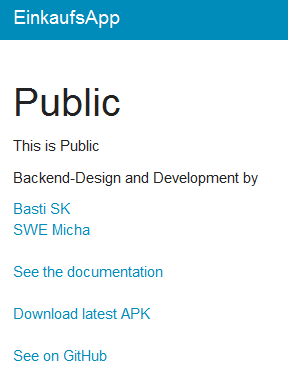 EinkaufsApp
Public
This is Public
Backend-Design and Development by
Basti SK
SWE Micha
See the documentation
Download latest APK
See on GitHub